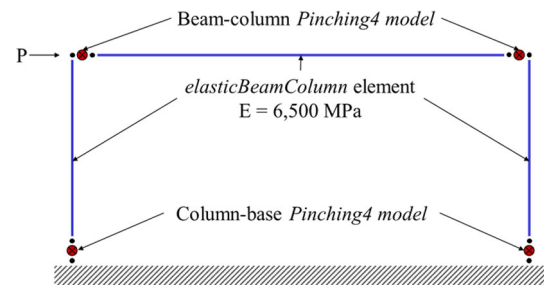 Beam-column Pinching4 model
P
elasticBeamColumn element
E = 6,500 MPa
Column-base Pinching4 model